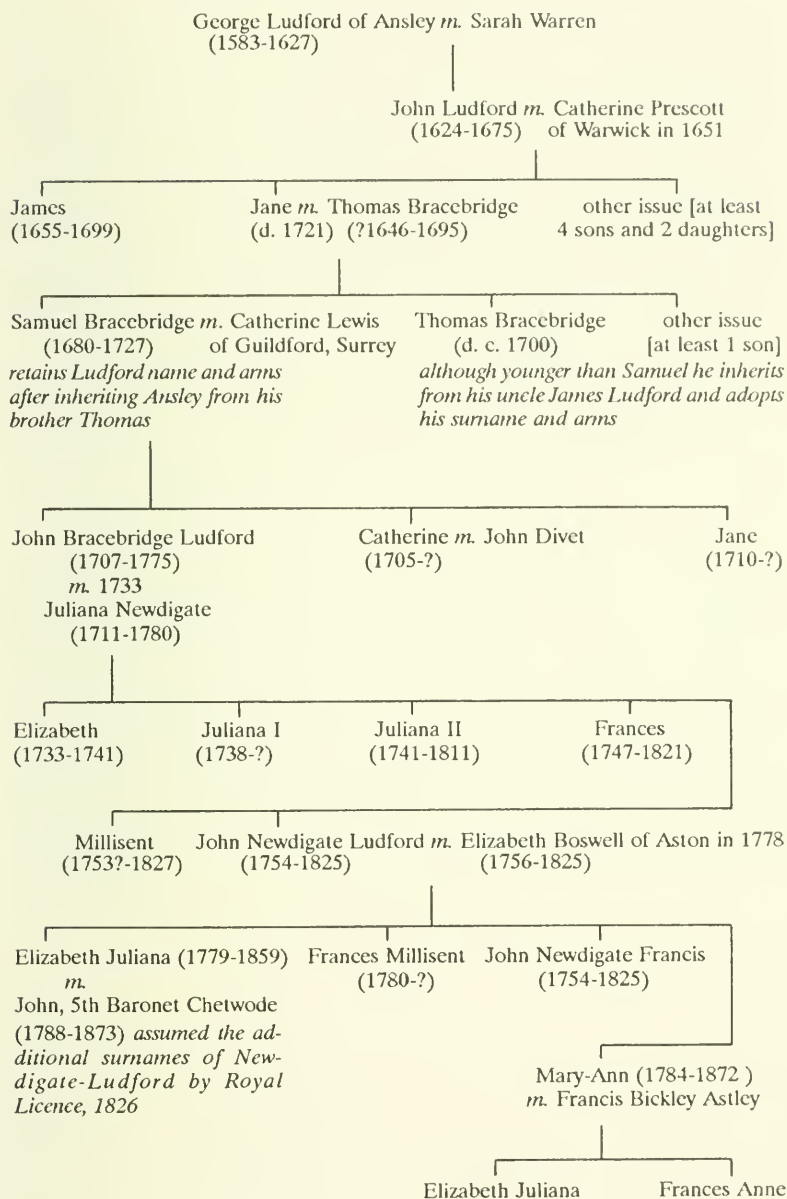 George Ludford of Ansley m. Sarah Warren
(1583-1627)
John Ludford m. Catherine Prescott
(1624-1675) of Warwick in 1651
James
(1655-1699)
Jane m. Thomas Bracebridge
(d. 1721) (?1646-1695)
other issue [at least
4 sons and 2 daughters]
Samuel Bracebridge m. Catherine Lewis
(1680-1727) of Guildford, Surrey
retains Ludford name and arms
after inheriting Ansley from his
brother Thomas
Thomas Bracebridge
(d. c. 1700)
although younger than Samuel he inherits
from his uncle James Ludford and adopts
his surname and arms
other issue
[at least 1 son]
John Bracebridge Ludford
(1707-1775)
m. 1733
Juliana Newdigate
(1711-1780)
Catherine m. John Divet
(1705-?)
Jane
(1710-?)
Elizabeth
(1733-1741)
Juliana I
(1738-?)
Juliana II
(1741-1811)
Frances
(1747-1821)
Millisent
(1753?-1827)
John Newdigate Ludford m. Elizabeth Boswell of Aston in 1778
(1754-1825) (1756-1825)
Elizabeth Juliana (1779-1859)
m.
John, 5th Baronet Chetwode
(1788-1873) assumed the ad-
ditional surnames of New-
digate-Ludford by Royal
Licence, 1826
Frances Millisent
(1780-?)
John Newdigate Francis
(1754-1825)
Mary-Ann (1784-1872 )
m. Francis Bickley Astley
Elizabeth Juliana
Frances Anne